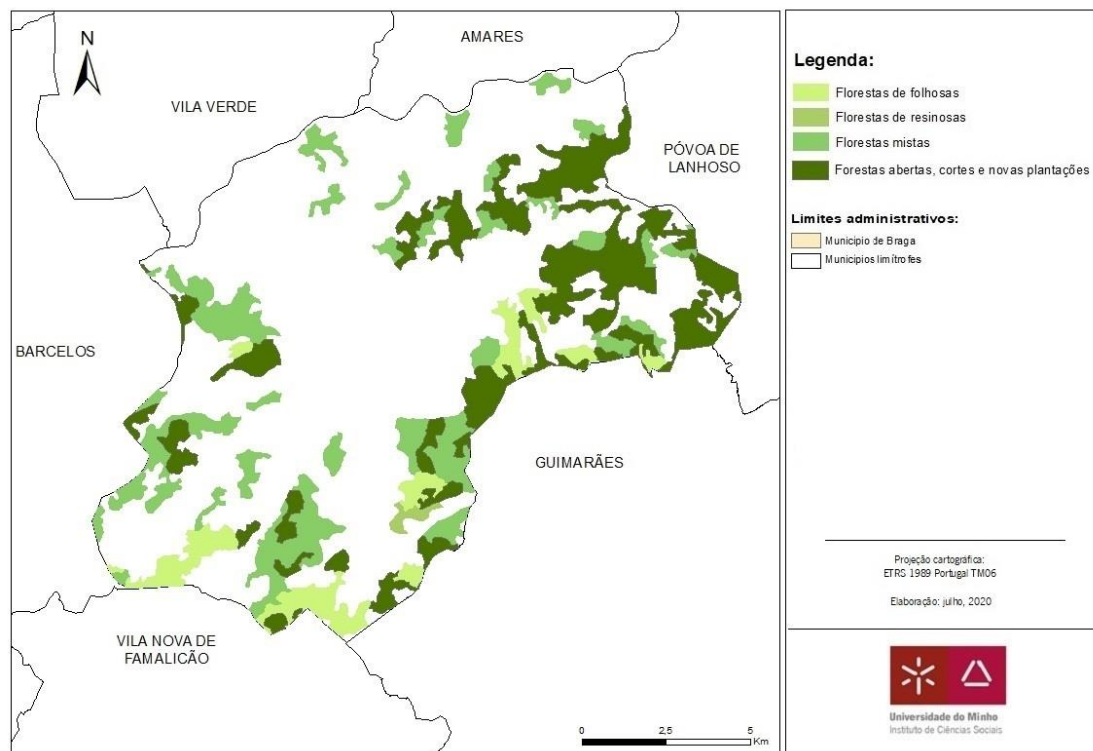 N
AMARES
VILA VERDE
PÓVOA DE
LANHOSO
BARCELOS
GUIMARÃES
VILA NOVA DE
FAMALICÃO
0 2,5 5
Km
Legenda:
Florestas de folhosas
Florestas de resinosas
Florestas mistas
Forestas abertas, cortes e novas plantações
Limites administrativos:
Municipio de Braga
Municipios limítrofes
Projeção cartográfica:
ETRS 1989 Portugal TM06
Elaboração: julho, 2020
Universidade do Minho
Instituto de Ciências Sociais